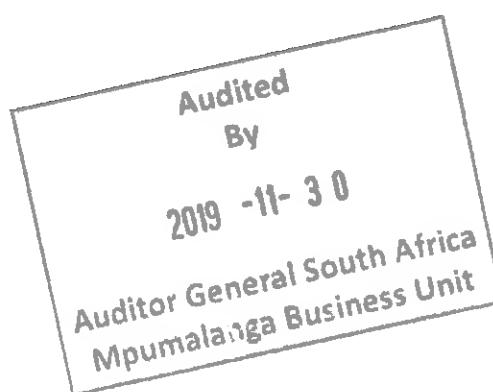 Audited
By
2019 -11- 30
Auditor General South Africa
Mpumalanga Business Unit